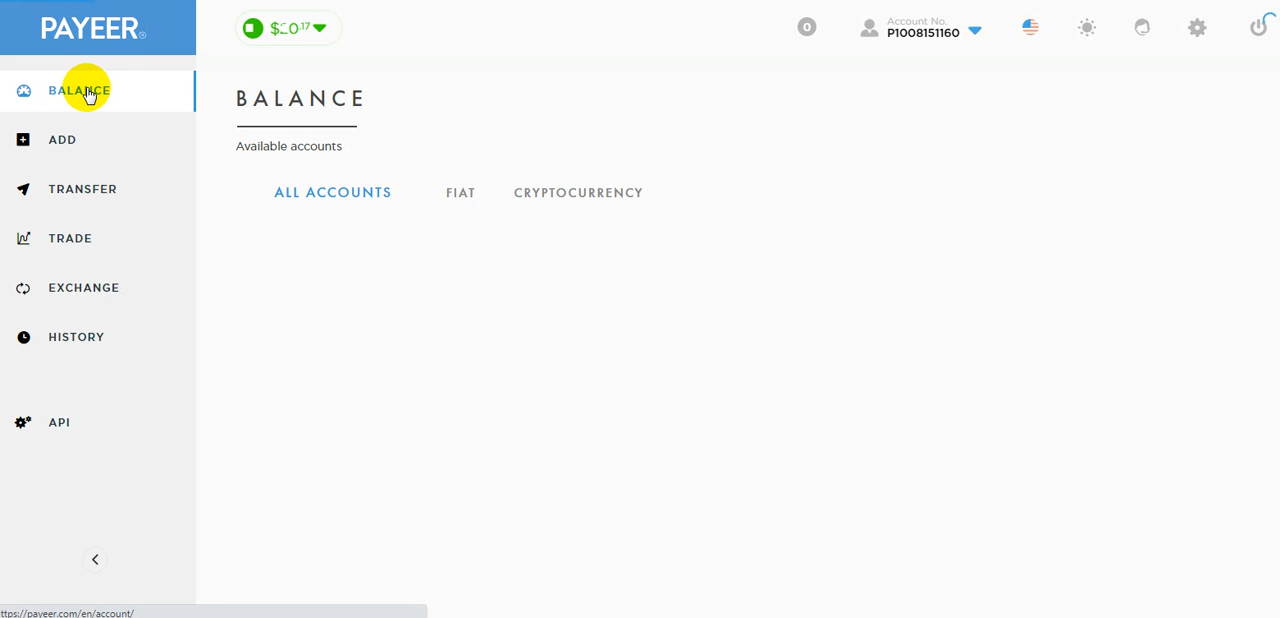 PAYEER®
Account No.
P1008151160
0
BALANCE
ADD
TRANSFER
TRADE
EXCHANGE
HISTORY
API
BALANCE
Available accounts
ALL ACCOUNTS FIAT CRYPTOCURRENCY
ttps://payeer.com/en/account/